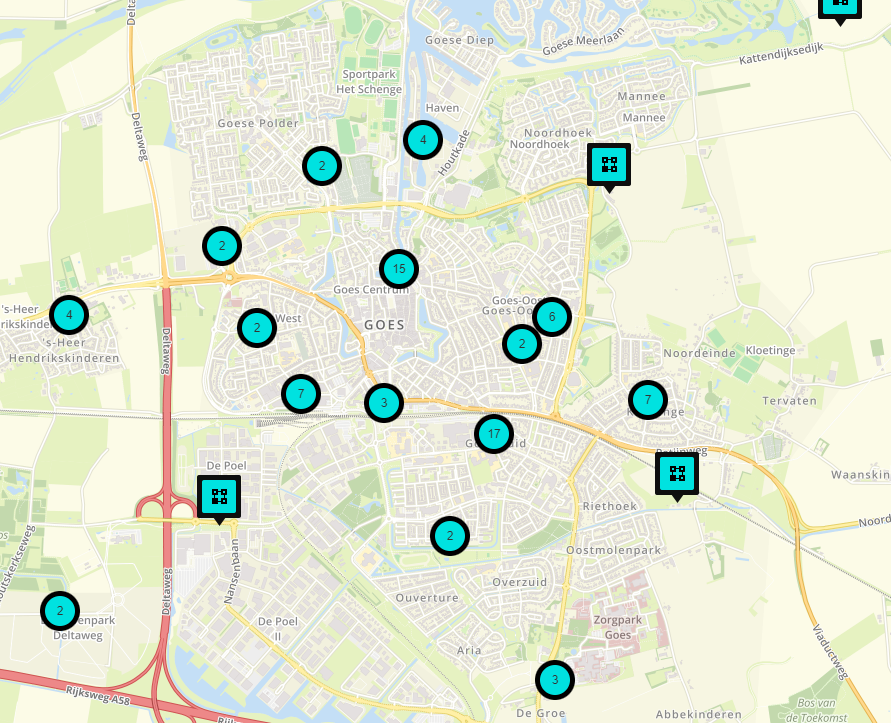 Delta
Goese Diep
Goese Meerlaan
Kattendijksedijk
Sportpark
Het Schenge
Haven
Mannee
Mannee
Goese Polder
Deltaweg
4
Houtkade
Noordhoek
Noordhoek
2
2
15
Goes Centrum
4
's-Heer
's-Heer
Hendrikskinderen
2
West
GOES
Goes-Oost
6
2
Deltaweg
Noordeinde
Kloetinge
7
3
7
Tervaten
17
De Poel
Waanskin
Riethoek
Noord
2
Oostmolenpark
Nansenbaan
Deltaweg
Overzuid
Ouverture
2
Deltaweg
De Poel
II
Zorgpark
Goes
Aria
Viaductweg
3
Rijksweg A58
De Groe
Abbekinderen
Bos van
de Toekomst